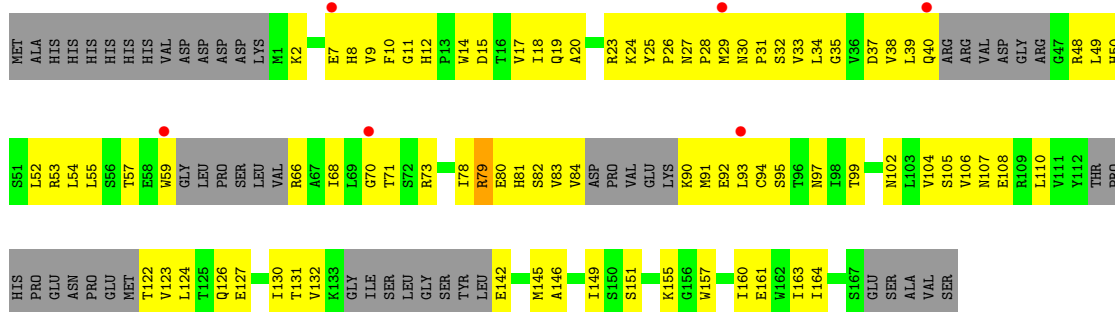 MET ALA HIS HIS HIS HIS HIS HIS VAL ASP ASP ASP ASP LYS M1 K2 E7 H8 V9 F10 G11 H12 P13 W14 D15 T16 V17 I18 Q19 A20 R23 K24 Y25 P26 N27 P28 M29 N30 P31 S32 V33 L34 G35 V36 D37 V38 L39 Q40 ARG ARG VAL ASP GLY ARG G47 R48 L49 H50
S51 L52 R53 L54 L55 S56 T57 E58 W59 GLY LEU PRO SER LEU VAL R66 A67 I68 L69 G70 T71 S72 R73 I78 R79 H81 S82 V83 V84 ASP PRO VAL GLU LYS K90 M91 E92 L93 C94 S95 T96 N97 I98 T99 N102 L103 V104 S105 V106 N107 E108 R109 L110 V111 Y112 THR PRO
HIS PRO GLU ASN PRO GLU MET T122 V123 L124 T125 Q126 E127 I130 T131 V132 K133 GLY ILE SER LEU GLY SER TYR LEU E142 M145 A146 I149 S150 S151 K155 G156 W157 I160 E161 W162 I163 I164 S167 GLU SER ALA VAL SER